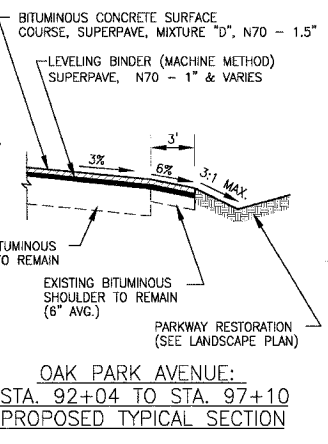 BITUMINOUS CONCRETE SURFACE
COURSE, SUPERPAVE, MIXTURE "D", N70 - 1.5"
LEVELING BINDER (MACHINE METHOD)
SUPERPAVE, N70 - 1" & VARIES
3'
3%
6%
3:1 MAX.
TUMINOUS
TO REMAIN
EXISTING BITUMINOUS
SHOULDER TO REMAIN
(6" AVG.)
PARKWAY RESTORATION
(SEE LANDSCAPE PLAN)
OAK PARK AVENUE:
STA. 92+04 TO STA. 97+10
PROPOSED TYPICAL SECTION